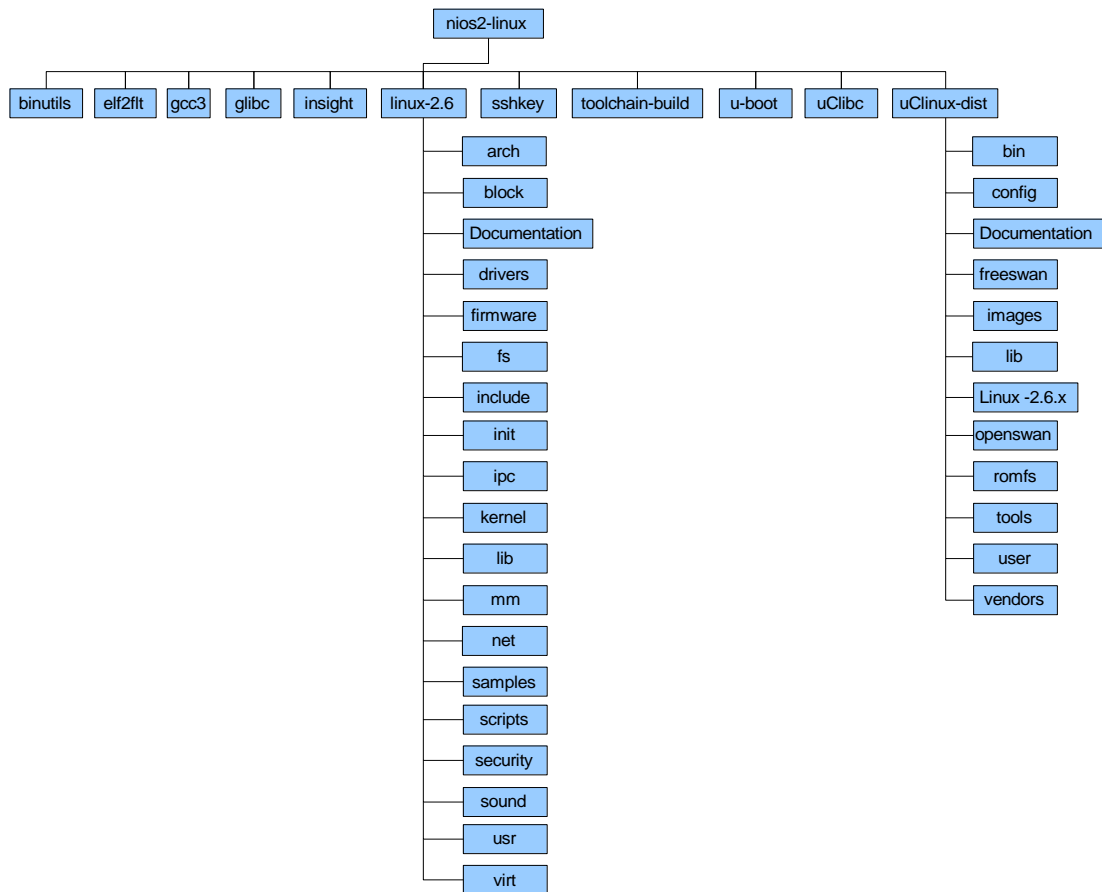 nios2-linux
binutils
elf2flt
gcc3
glibc
insight
linux-2.6
sshkey
toolchain-build
u-boot
uClibc
uClinux-dist
arch
block
Documentation
drivers
firmware
fs
include
init
ipc
kernel
lib
mm
net
samples
scripts
security
sound
usr
virt
bin
config
Documentation
freeswan
images
lib
Linux -2.6.x
openswan
romfs
tools
user
vendors